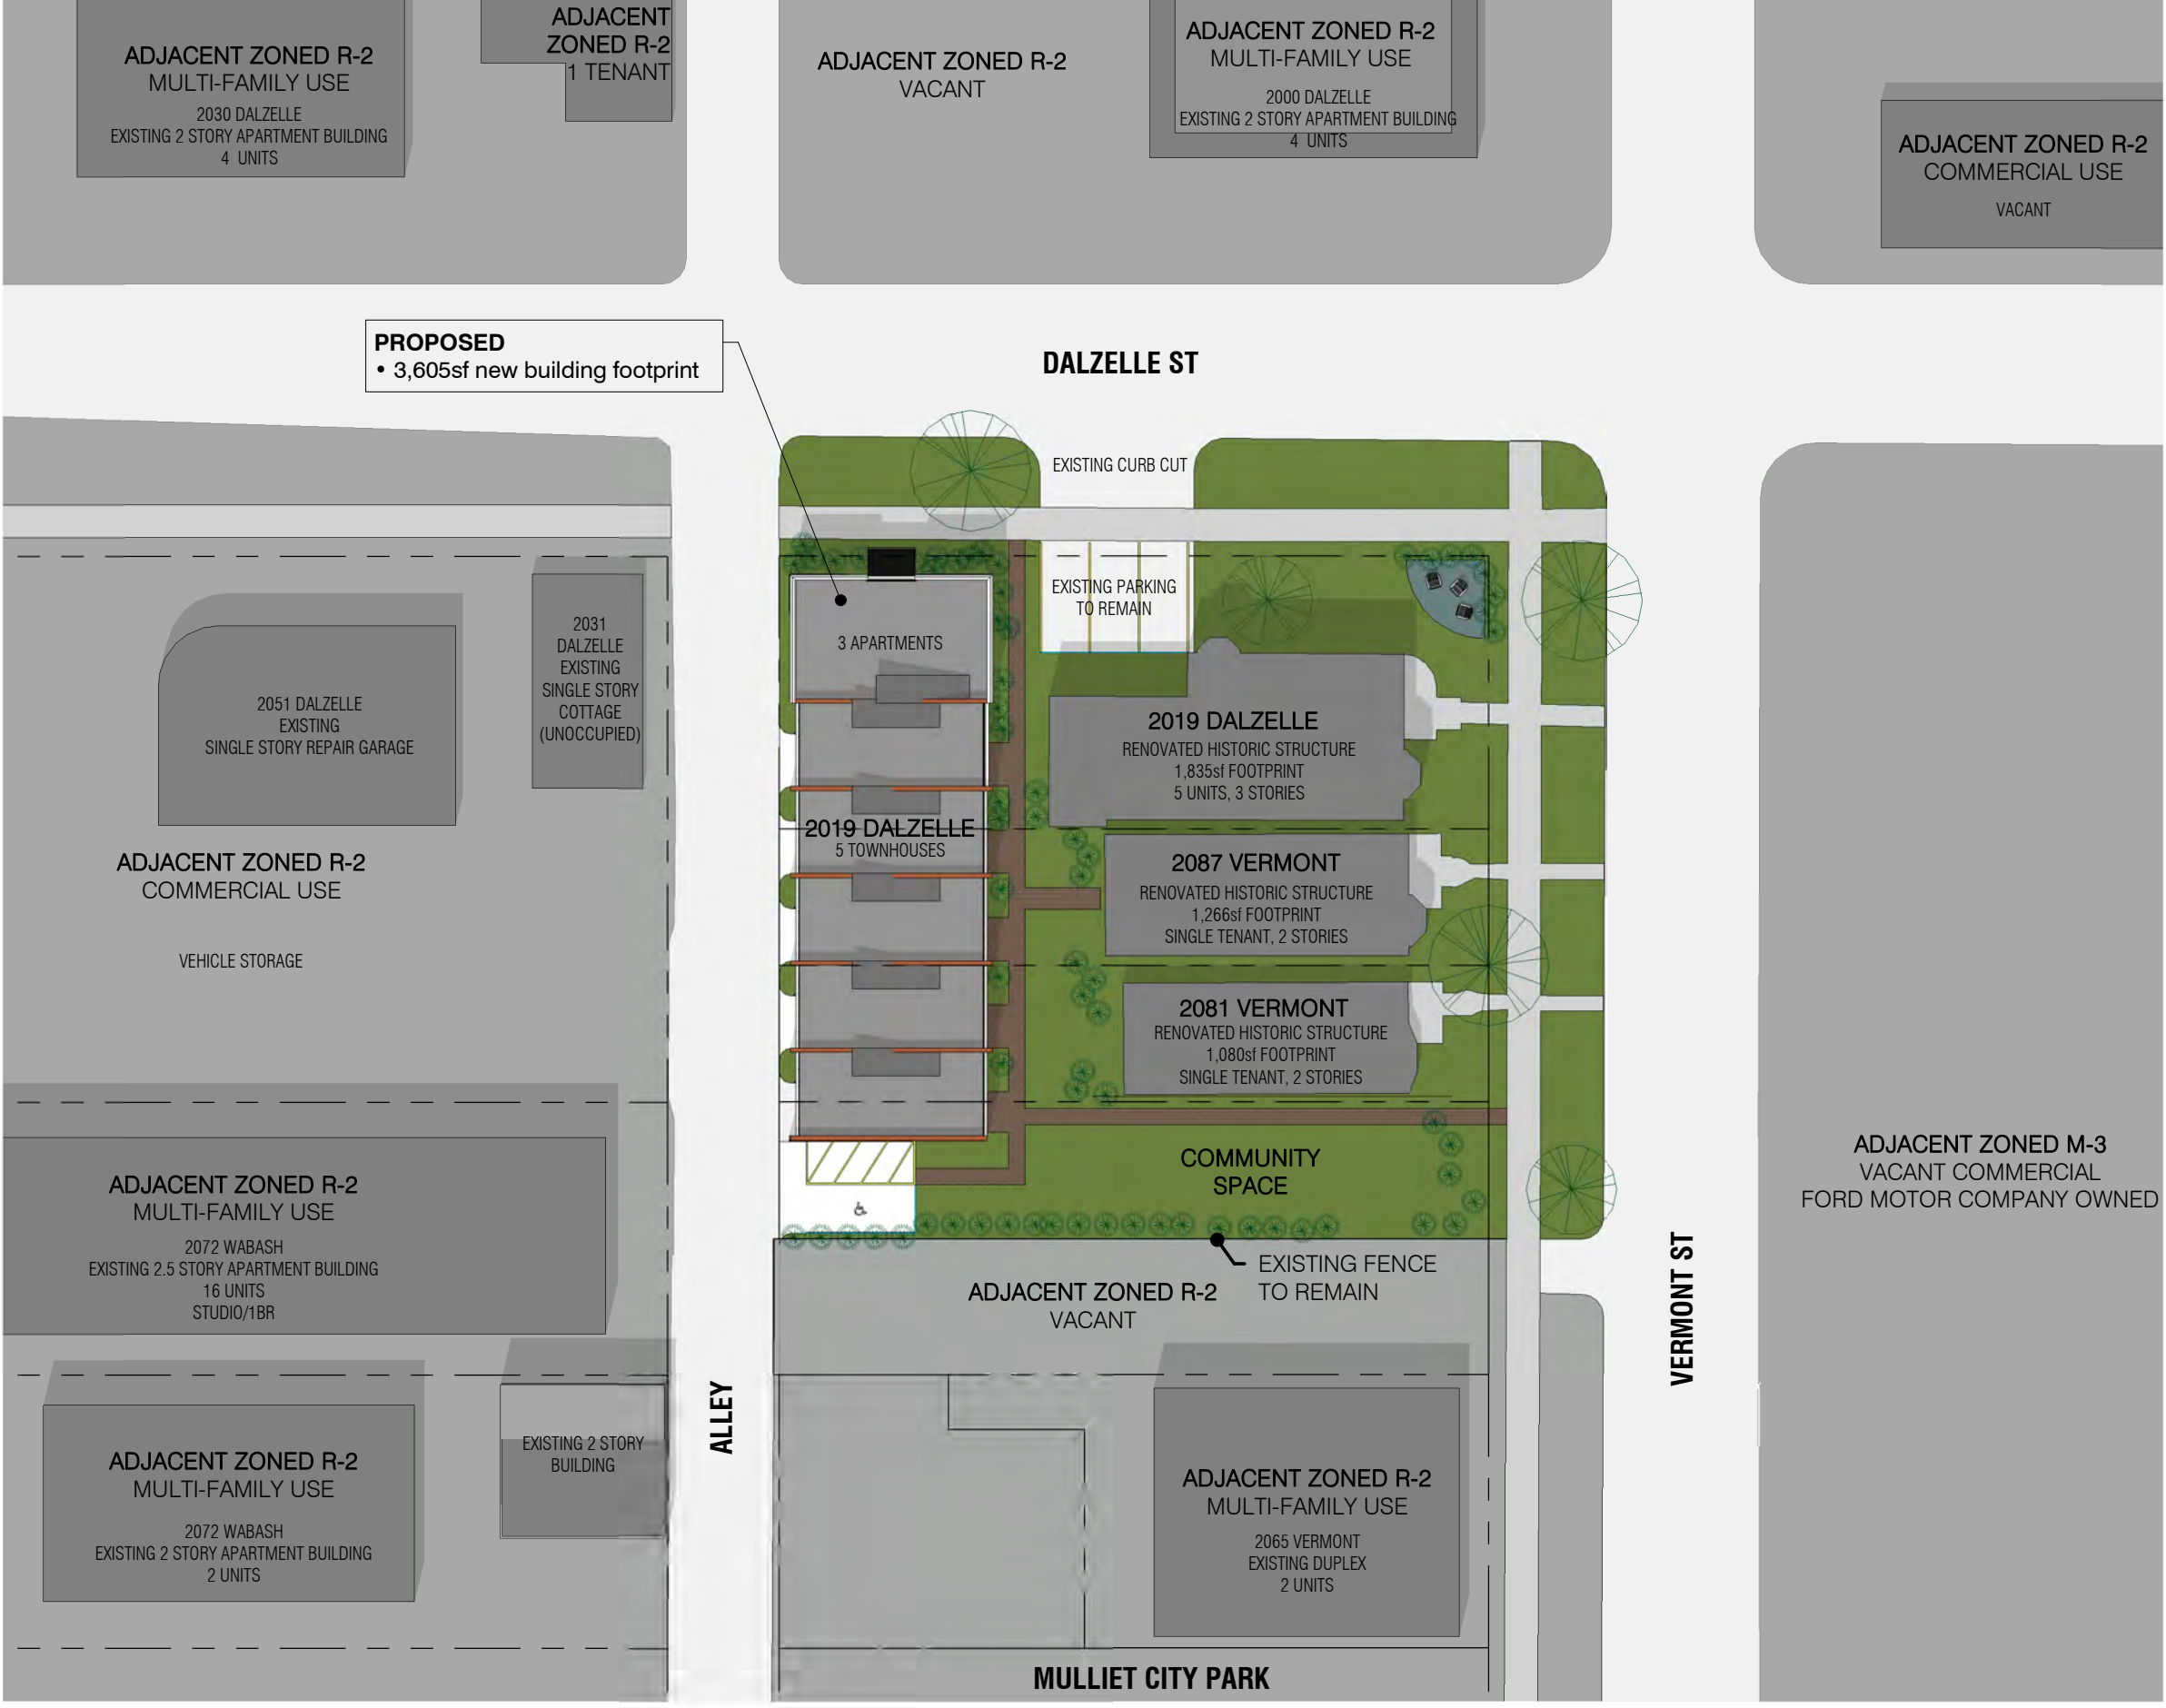 ADJACENT ZONED R-2
MULTI-FAMILY USE
2030 DALZELLE
EXISTING 2 STORY APARTMENT BUILDING
4 UNITS
ADJACENT
ZONED R-2
1 TENANT
ADJACENT ZONED R-2
VACANT
ADJACENT ZONED R-2
MULTI-FAMILY USE
2000 DALZELLE
EXISTING 2 STORY APARTMENT BUILDING
4 UNITS
ADJACENT ZONED R-2
COMMERCIAL USE
VACANT
PROPOSED
• 3,605sf new building footprint
DALZELLE ST
EXISTING CURB CUT
EXISTING PARKING
TO REMAIN
3 APARTMENTS
2031
DALZELLE
EXISTING
SINGLE STORY
COTTAGE
(UNOCCUPIED)
2051 DALZELLE
EXISTING
SINGLE STORY REPAIR GARAGE
2019 DALZELLE
RENOVATED HISTORIC STRUCTURE
1,835sf FOOTPRINT
5 UNITS, 3 STORIES
2019 DALZELLE
5 TOWNHOUSES
ADJACENT ZONED R-2
COMMERCIAL USE
VEHICLE STORAGE
2087 VERMONT
RENOVATED HISTORIC STRUCTURE
1,266sf FOOTPRINT
SINGLE TENANT, 2 STORIES
2081 VERMONT
RENOVATED HISTORIC STRUCTURE
1,080sf FOOTPRINT
SINGLE TENANT, 2 STORIES
COMMUNITY
SPACE
ADJACENT ZONED M-3
VACANT COMMERCIAL
FORD MOTOR COMPANY OWNED
ADJACENT ZONED R-2
MULTI-FAMILY USE
2072 WABASH
EXISTING 2.5 STORY APARTMENT BUILDING
16 UNITS
STUDIO/1BR
EXISTING FENCE
TO REMAIN
ADJACENT ZONED R-2
VACANT
VERMONT ST
ALLEY
EXISTING 2 STORY
BUILDING
ADJACENT ZONED R-2
MULTI-FAMILY USE
2072 WABASH
EXISTING 2 STORY APARTMENT BUILDING
2 UNITS
ADJACENT ZONED R-2
MULTI-FAMILY USE
2065 VERMONT
EXISTING DUPLEX
2 UNITS
MULLIET CITY PARK